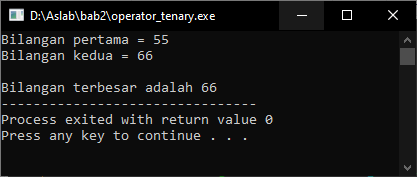 D:\Aslab\bab2\operator_tenary.exe
Bilangan pertama = 55
Bilangan kedua = 66
Bilangan terbesar adalah 66
--------------------------------
Process exited with return value 0
Press any key to continue . . .